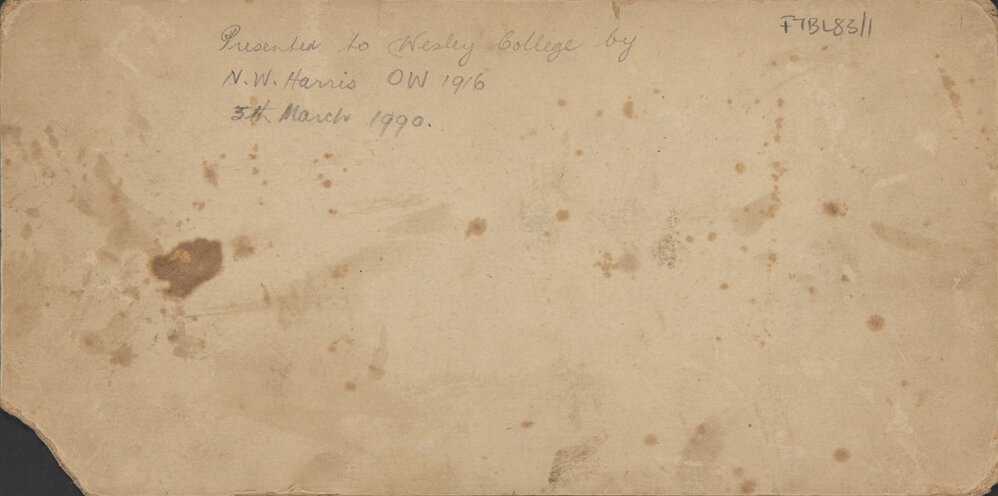 F7BL83/1
Presented to Wesley College by
N.W. Harris OW 1916
5th March 1990.